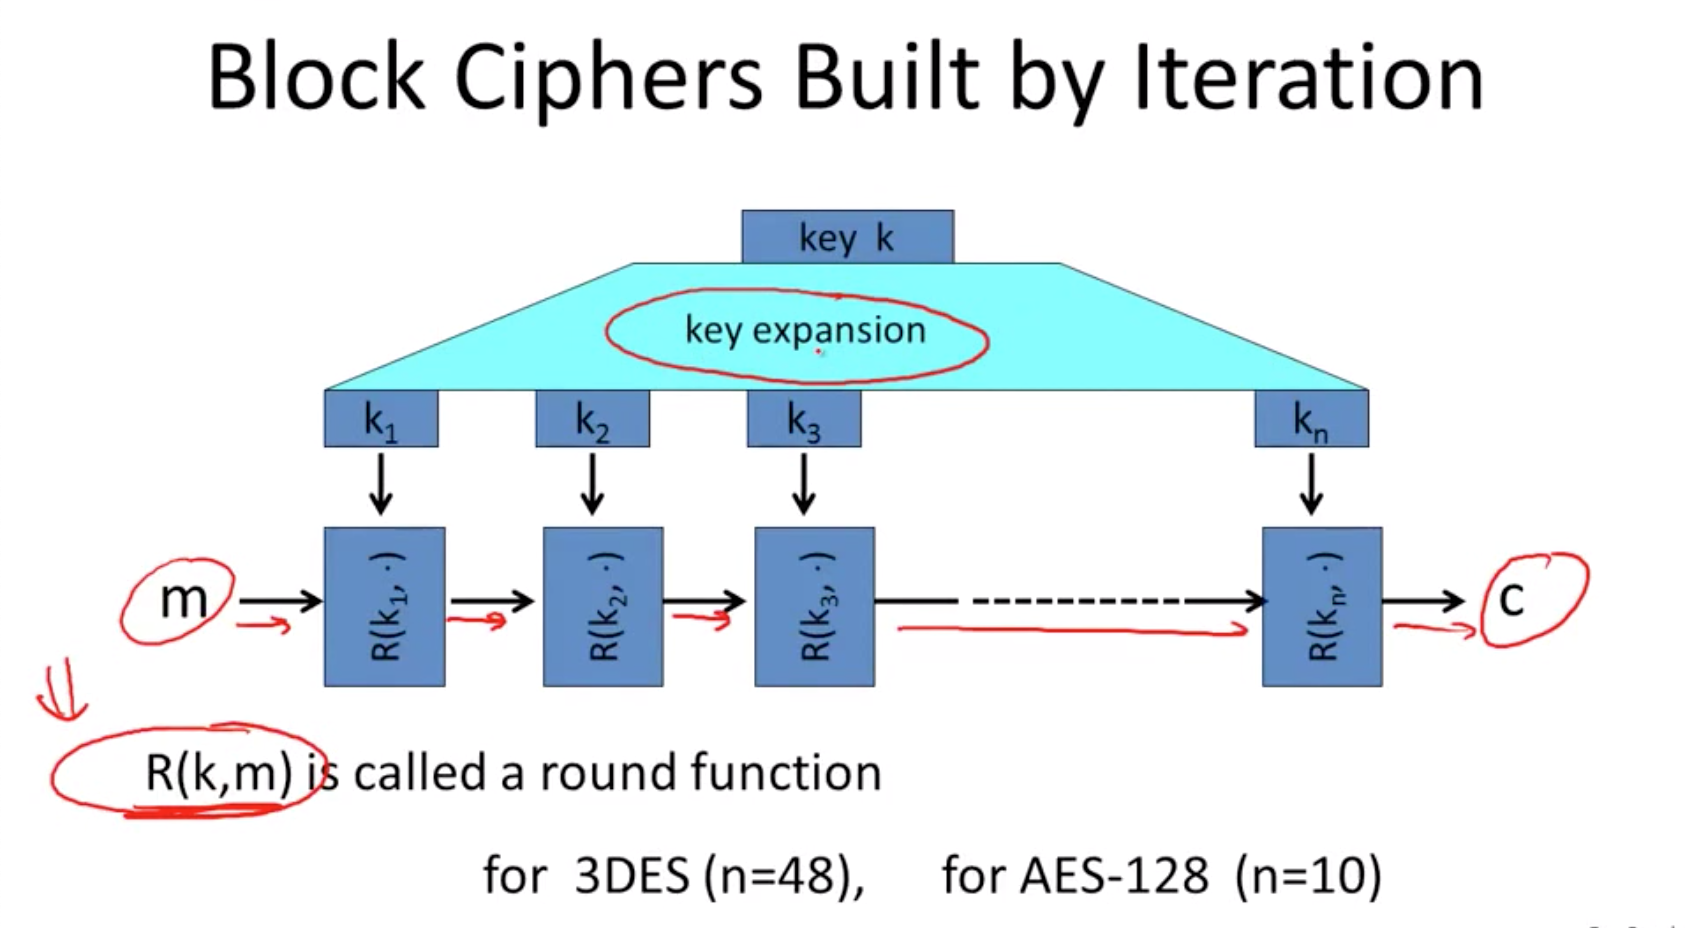 Block Ciphers Built by Iteration
key k
key expansion
k₁ k₂ k₃ kₙ
m R(k₁, ·) R(k₂, ·) R(k₃, ·) R(kₙ, ·) c
R(k,m) is called a round function
for 3DES (n=48), for AES-128 (n=10)